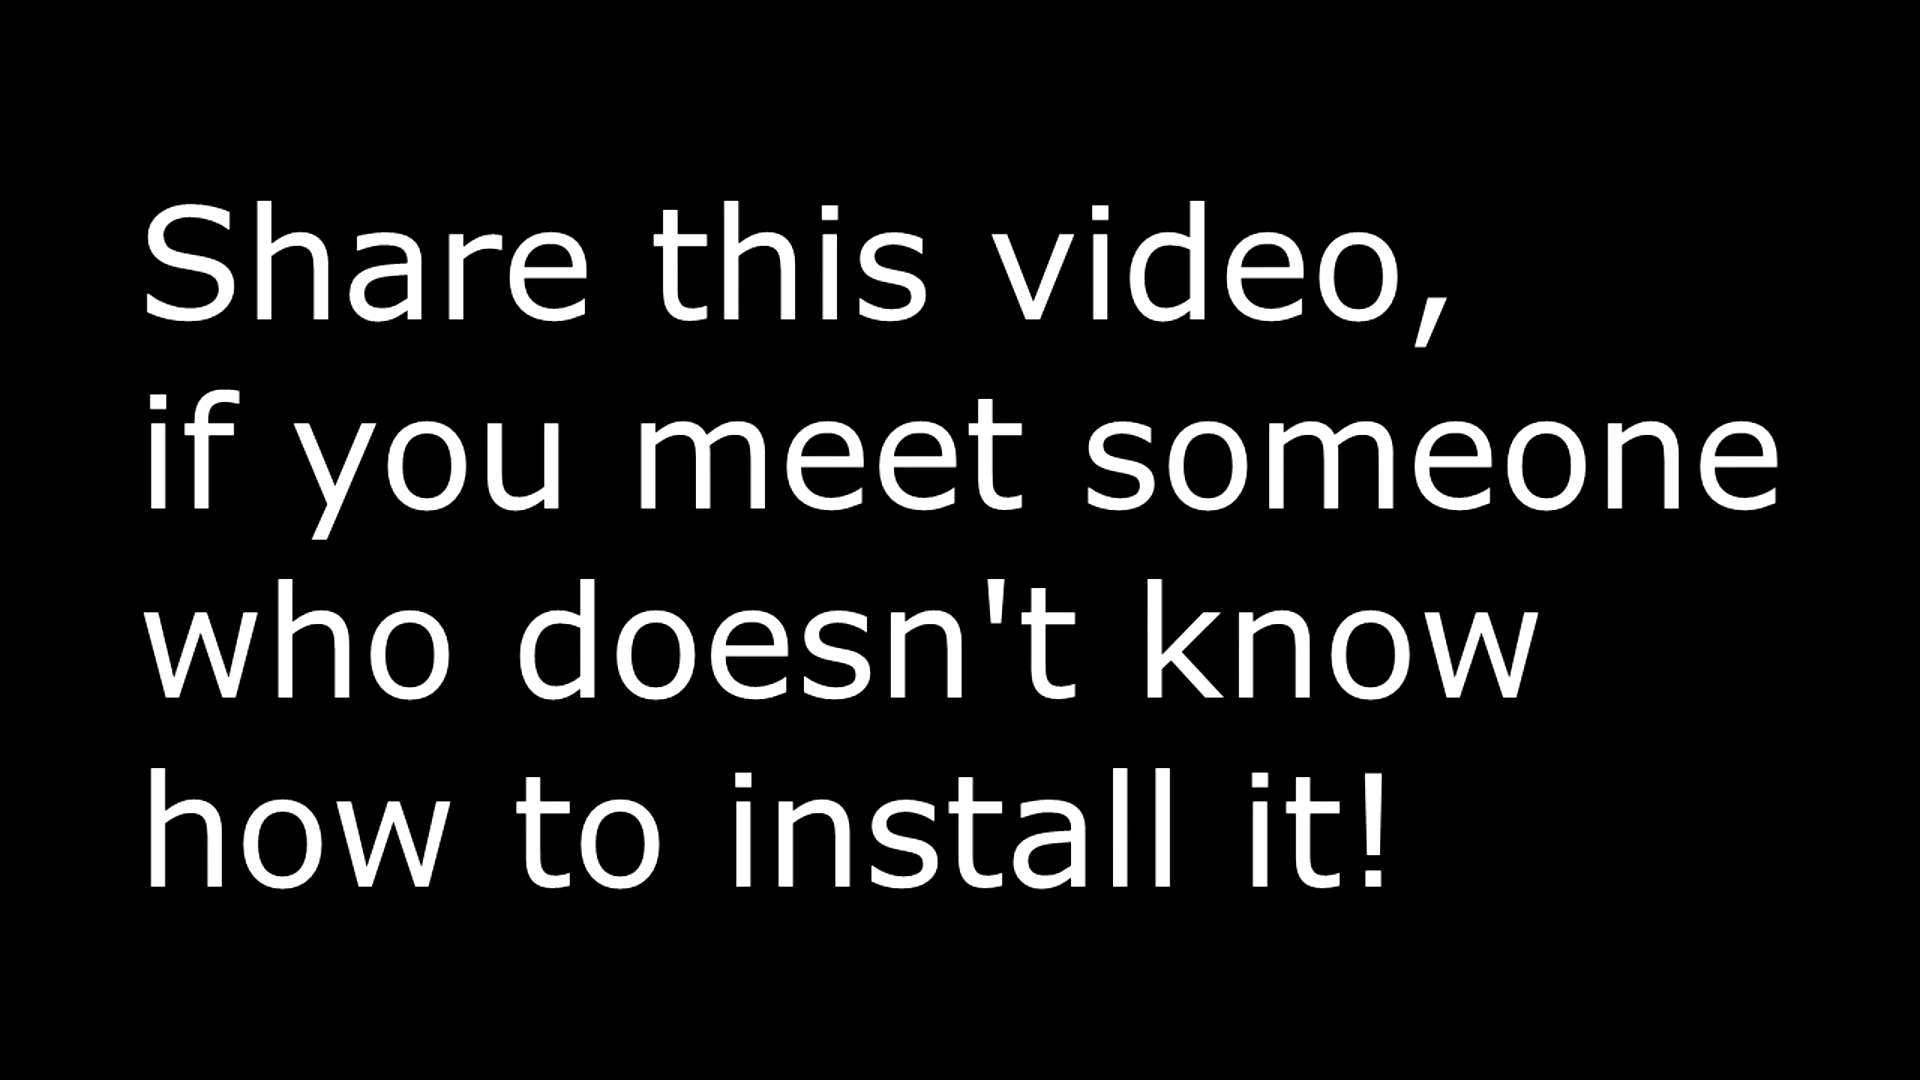 Share this video,
if you meet someone
who doesn't know
how to install it!